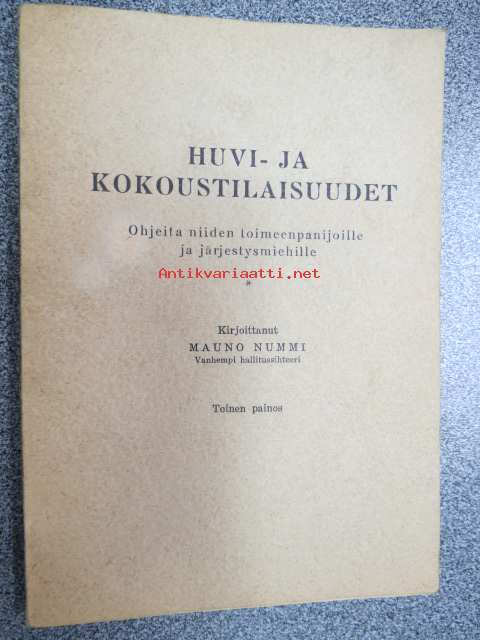 HUVI- JA
KOKOUSTILAISUUDET
Ohjeita niiden toimeenpanijoille
ja järjestysmiehille
Antikvariaatti.net
*
Kirjoittanut
MAUNO NUMMI
Vanhempi hallitussihteeri
Toinen painos